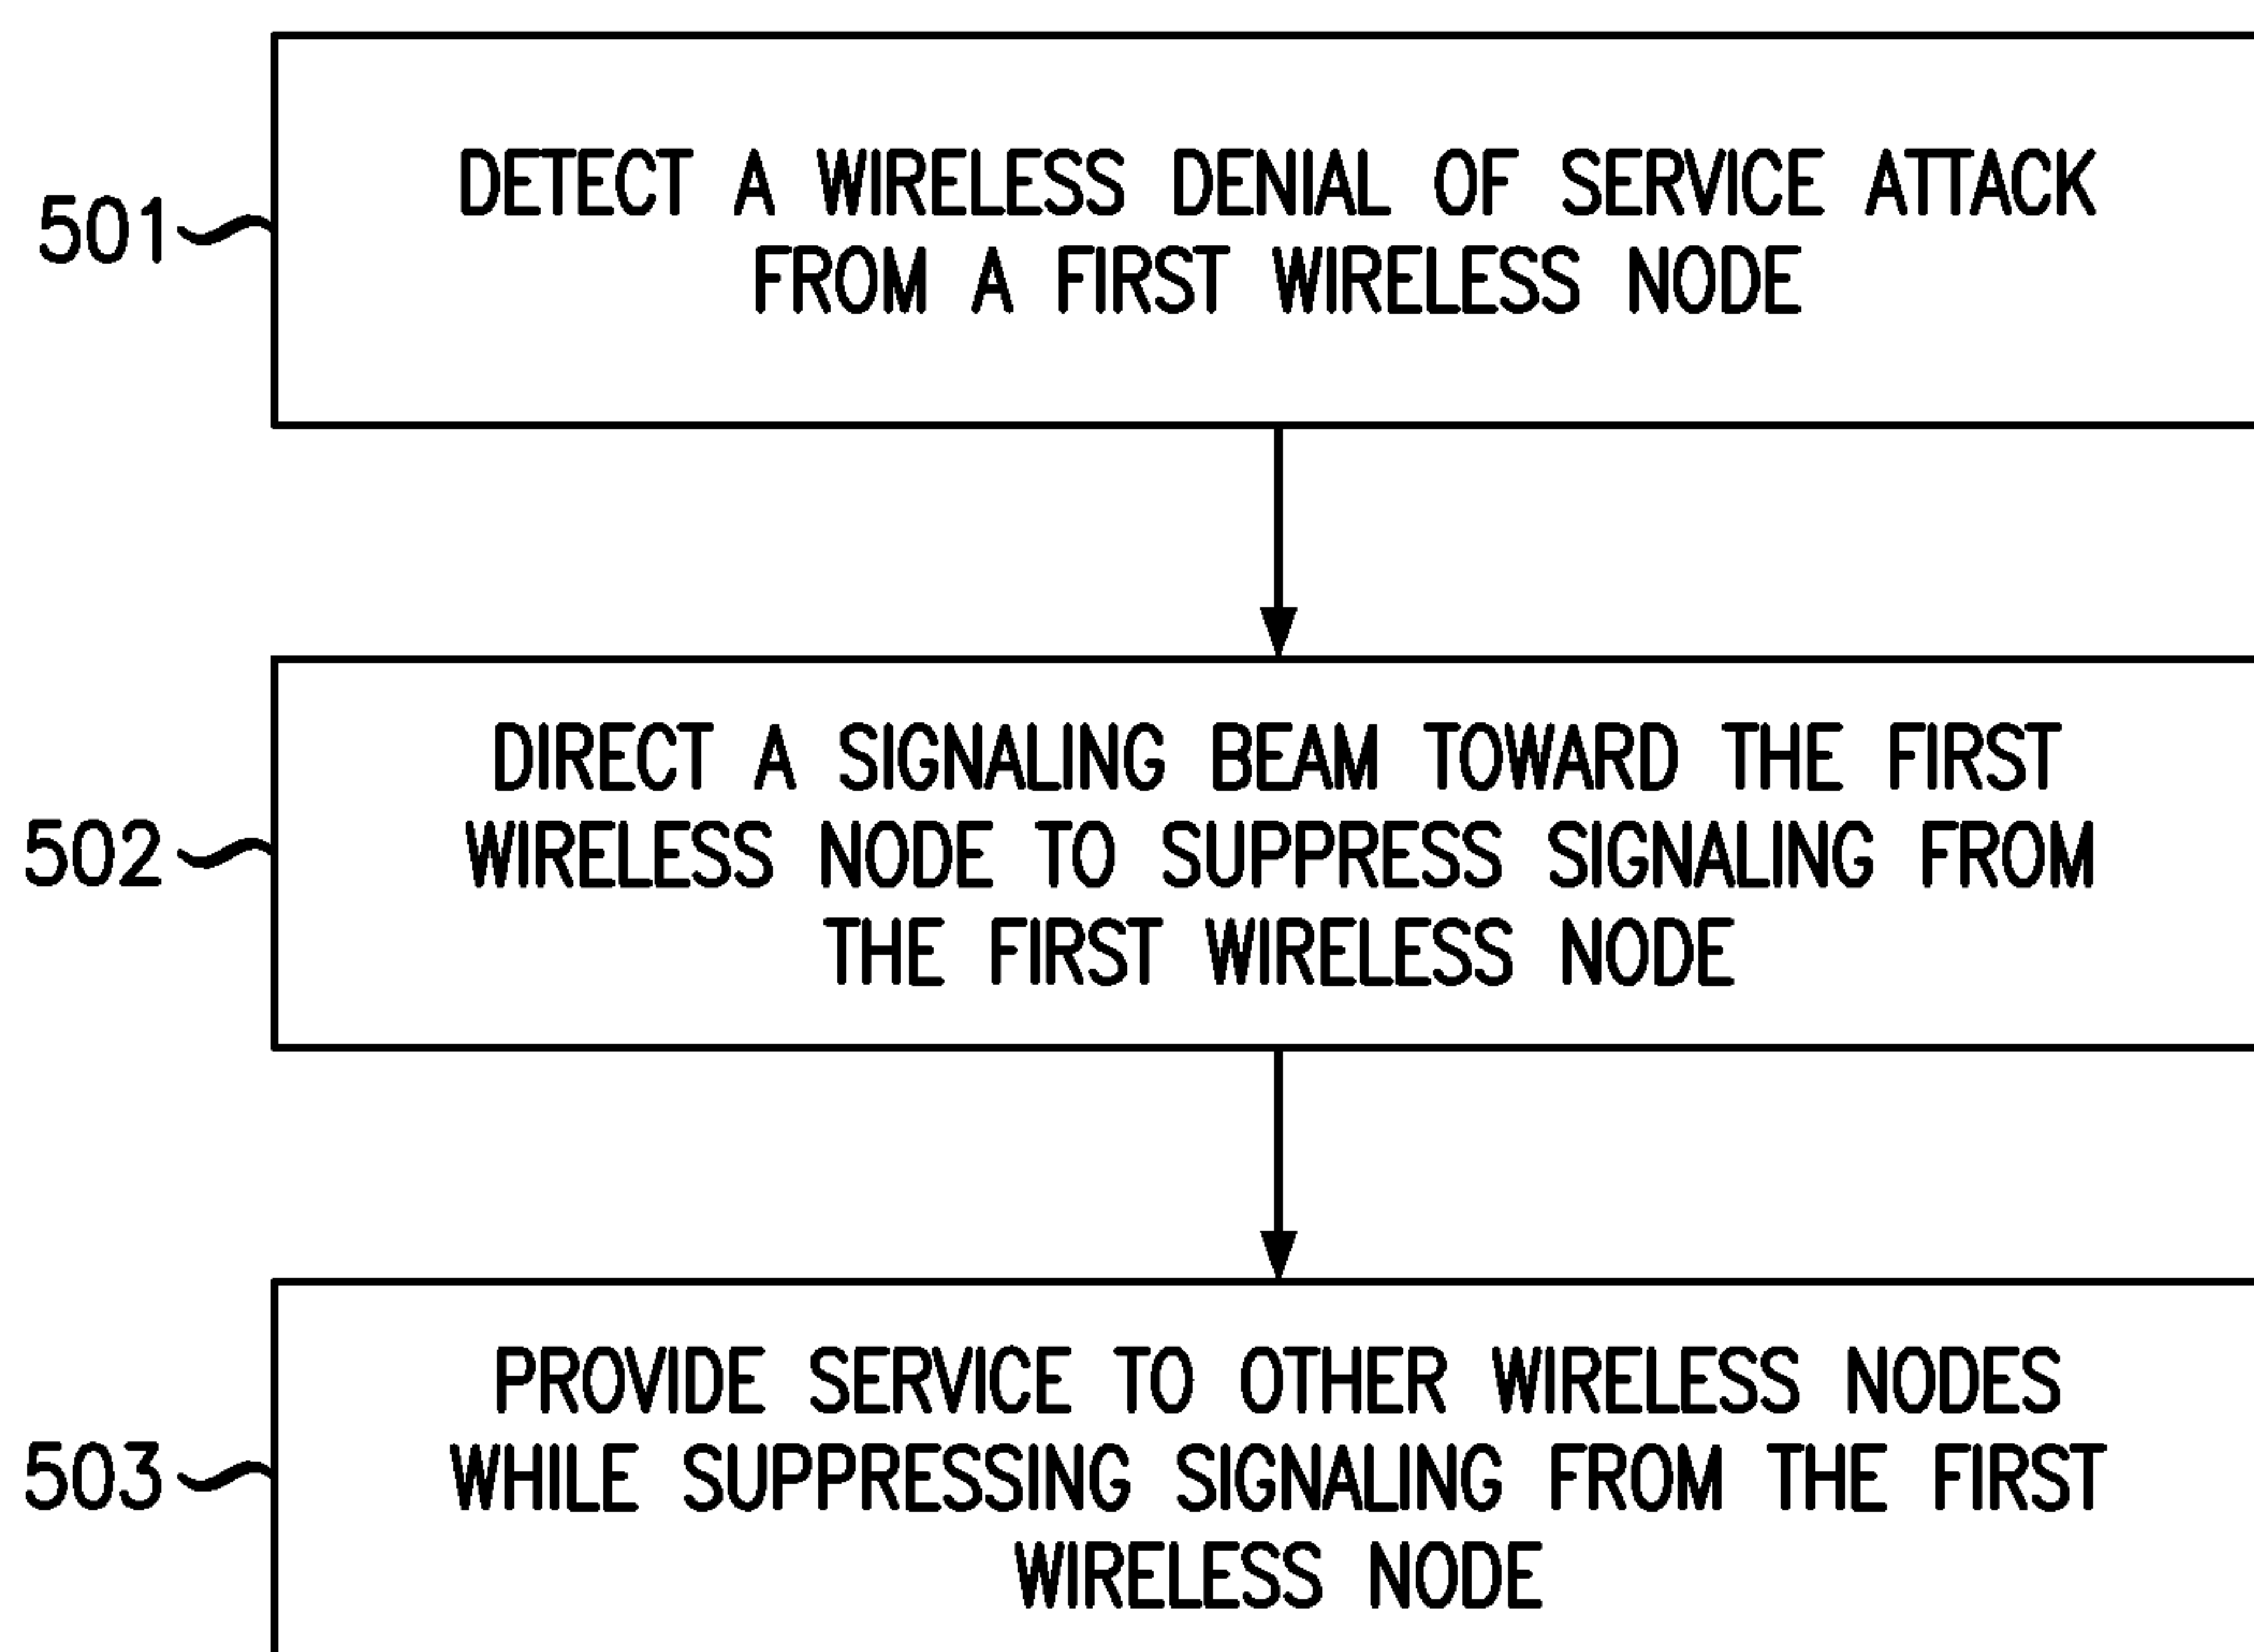 DETECT A WIRELESS DENIAL OF SERVICE ATTACK
FROM A FIRST WIRELESS NODE
501
DIRECT A SIGNALING BEAM TOWARD THE FIRST
WIRELESS NODE TO SUPPRESS SIGNALING FROM
THE FIRST WIRELESS NODE
502
PROVIDE SERVICE TO OTHER WIRELESS NODES
WHILE SUPPRESSING SIGNALING FROM THE FIRST
WIRELESS NODE
503